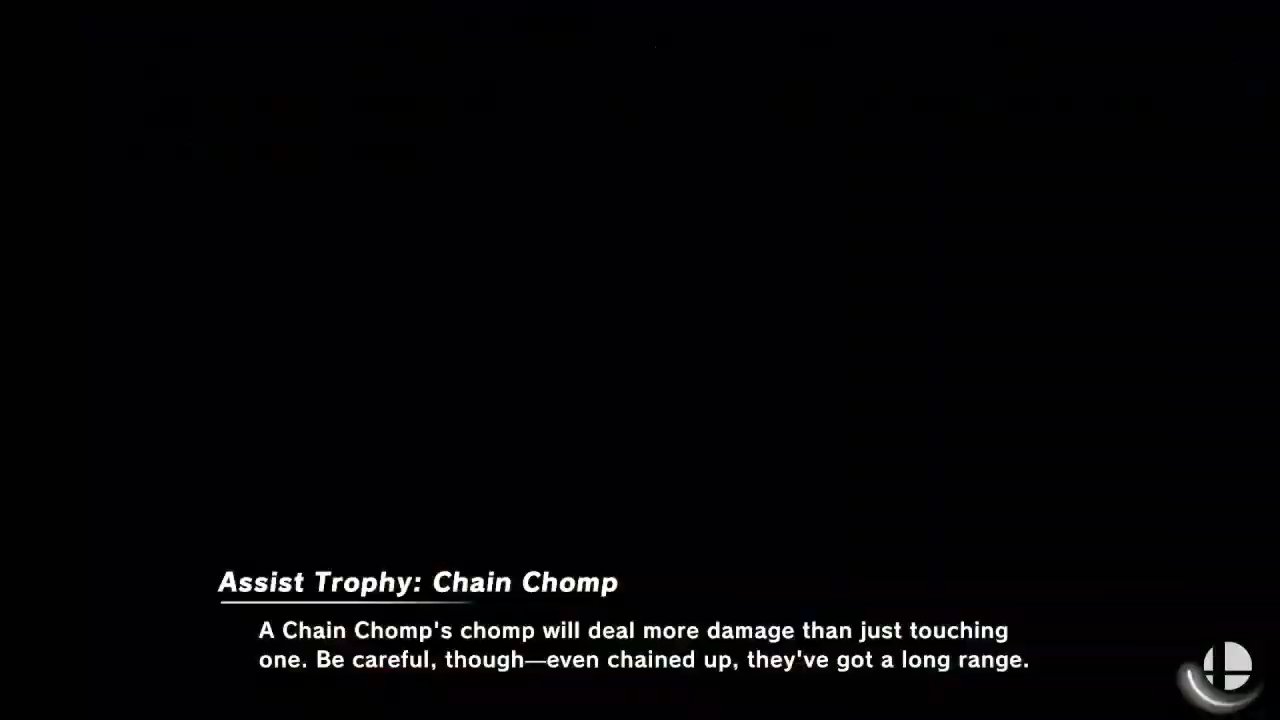 Assist Trophy: Chain Chomp
A Chain Chomp's chomp will deal more damage than just touching
one. Be careful, though—even chained up, they've got a long range.